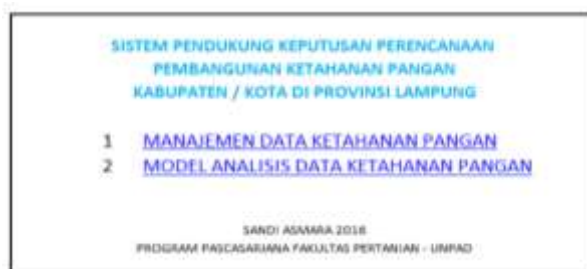 SISTEM PENDUKUNG KEPUTUSAN PERENCANAAN
PEMBANGUNAN KETAHANAN PANGAN
KABUPATEN / KOTA DI PROVINSI LAMPUNG
1 MANAJEMEN DATA KETAHANAN PANGAN
2 MODEL ANALISIS DATA KETAHANAN PANGAN
SANDI ASMARA 2016
PROGRAM PASCASARJANA FAKULTAS PERTANIAN - UNPAD